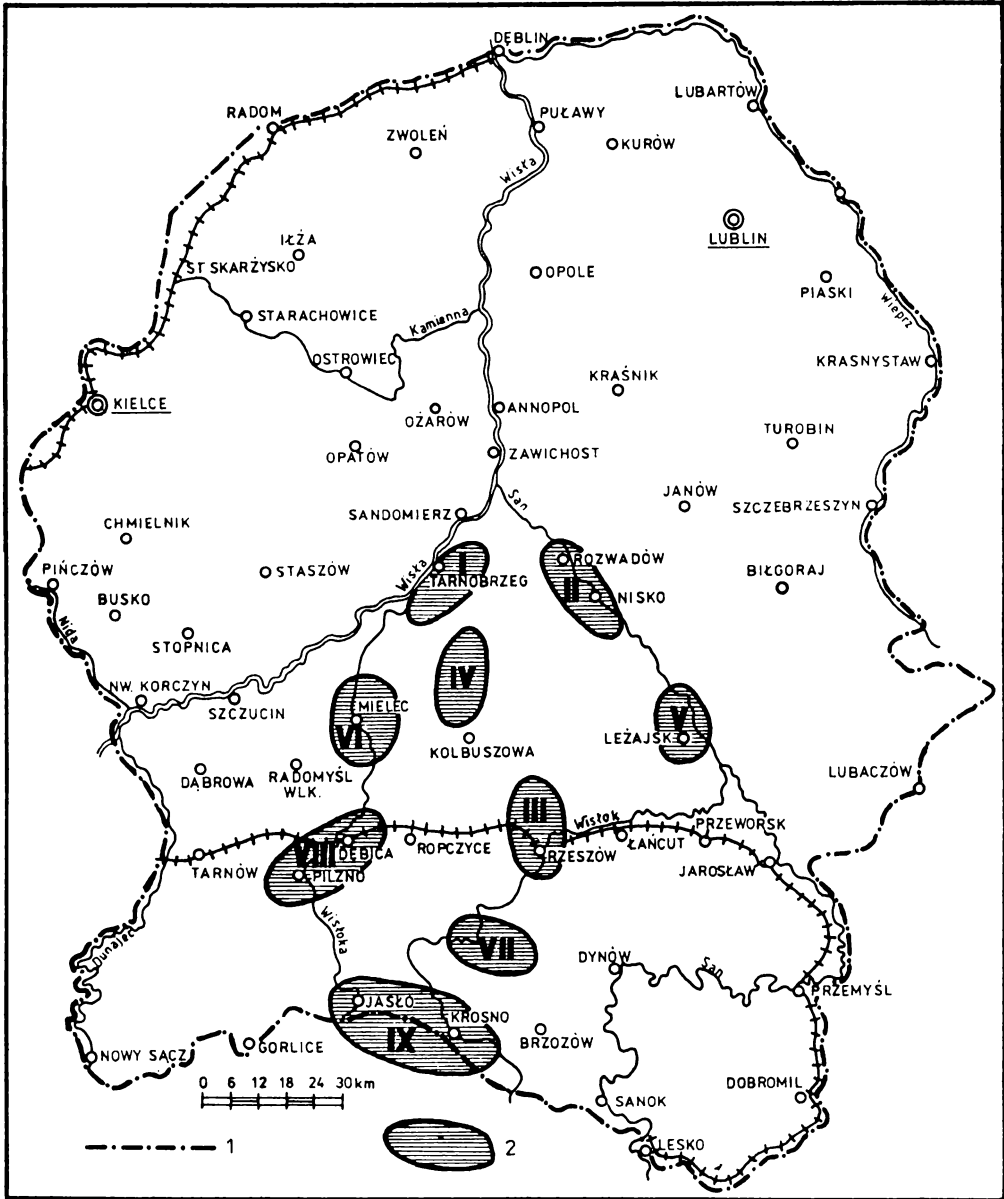 DĘBLIN
LUBARTÓW
RADOM
PUŁAWY
ZWOLEŃ
KURÓW
Wisła
LUBLIN
IŁŻA
ST SKARŻYSKO
OPOLE
PIASKI
Wieprz
STARACHOWICE
Kamienna
OSTROWIEC
KRASNYSTAW
KRAŚNIK
KIELCE
OŻARÓW
ANNOPOL
TUROBIN
OPATÓW
ZAWICHOST
San
JANÓW
SZCZEBRZESZYN
SANDOMIERZ
CHMIELNIK
I
ROZWADÓW
PIŃCZÓW
STASZÓW
Wisła
TARNOBRZEG
II
NISKO
BIŁGORAJ
BUSKO
Nida
STOPNICA
IV
NW. KORCZYN
SZCZUCIN
MIELEC
VI
V
LEŻAJSK
KOLBUSZOWA
DĄBROWA
RADOMYŚL
WLK.
LUBACZÓW
III
Wisłok
PRZEWORSK
ŁAŃCUT
VIII
DĘBICA
ROPCZYCE
RZESZÓW
TARNÓW
PILZNO
JAROSŁAW
Wisłoka
Dunajec
VII
DYNÓW
San
PRZEMYŚL
JASŁO
KROSNO
IX
BRZOZÓW
NOWY SĄCZ
GORLICE
0 6 12 18 24 30 km
SANOK
DOBROMIL
1
2
LESKO